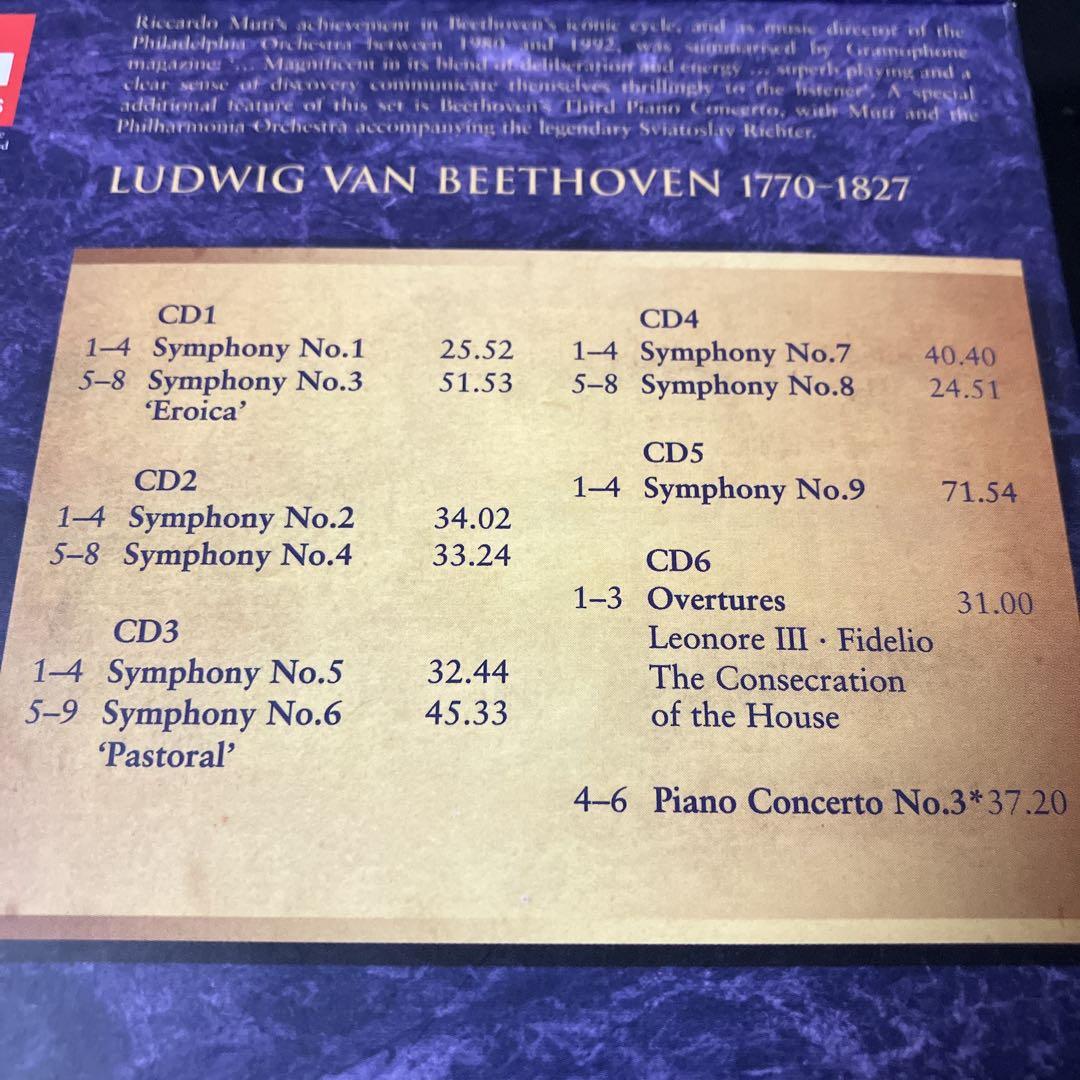 Riccardo Muti's achievement in Beethoven's iconic cycle, and as music director of the
Philadelphia Orchestra between 1980 and 1992, was summarised by Gramophone
magazine: '... Magnificent in its blend of deliberation and energy ... superb playing and a
clear sense of discovery communicate themselves thrillingly to the listener'. A special
additional feature of this set is Beethoven's Third Piano Concerto, with Muti and the
Philharmonia Orchestra accompanying the legendary Sviatoslav Richter.
LUDWIG VAN BEETHOVEN 1770–1827
CD1
1–4 Symphony No.1 25.52
5–8 Symphony No.3 51.53
'Eroica'
CD2
1–4 Symphony No.2 34.02
5–8 Symphony No.4 33.24
CD3
1–4 Symphony No.5 32.44
5–9 Symphony No.6 45.33
'Pastoral'
CD4
1–4 Symphony No.7 40.40
5–8 Symphony No.8 24.51
CD5
1–4 Symphony No.9 71.54
CD6
1–3 Overtures 31.00
Leonore III · Fidelio
The Consecration
of the House
4–6 Piano Concerto No.3* 37.20